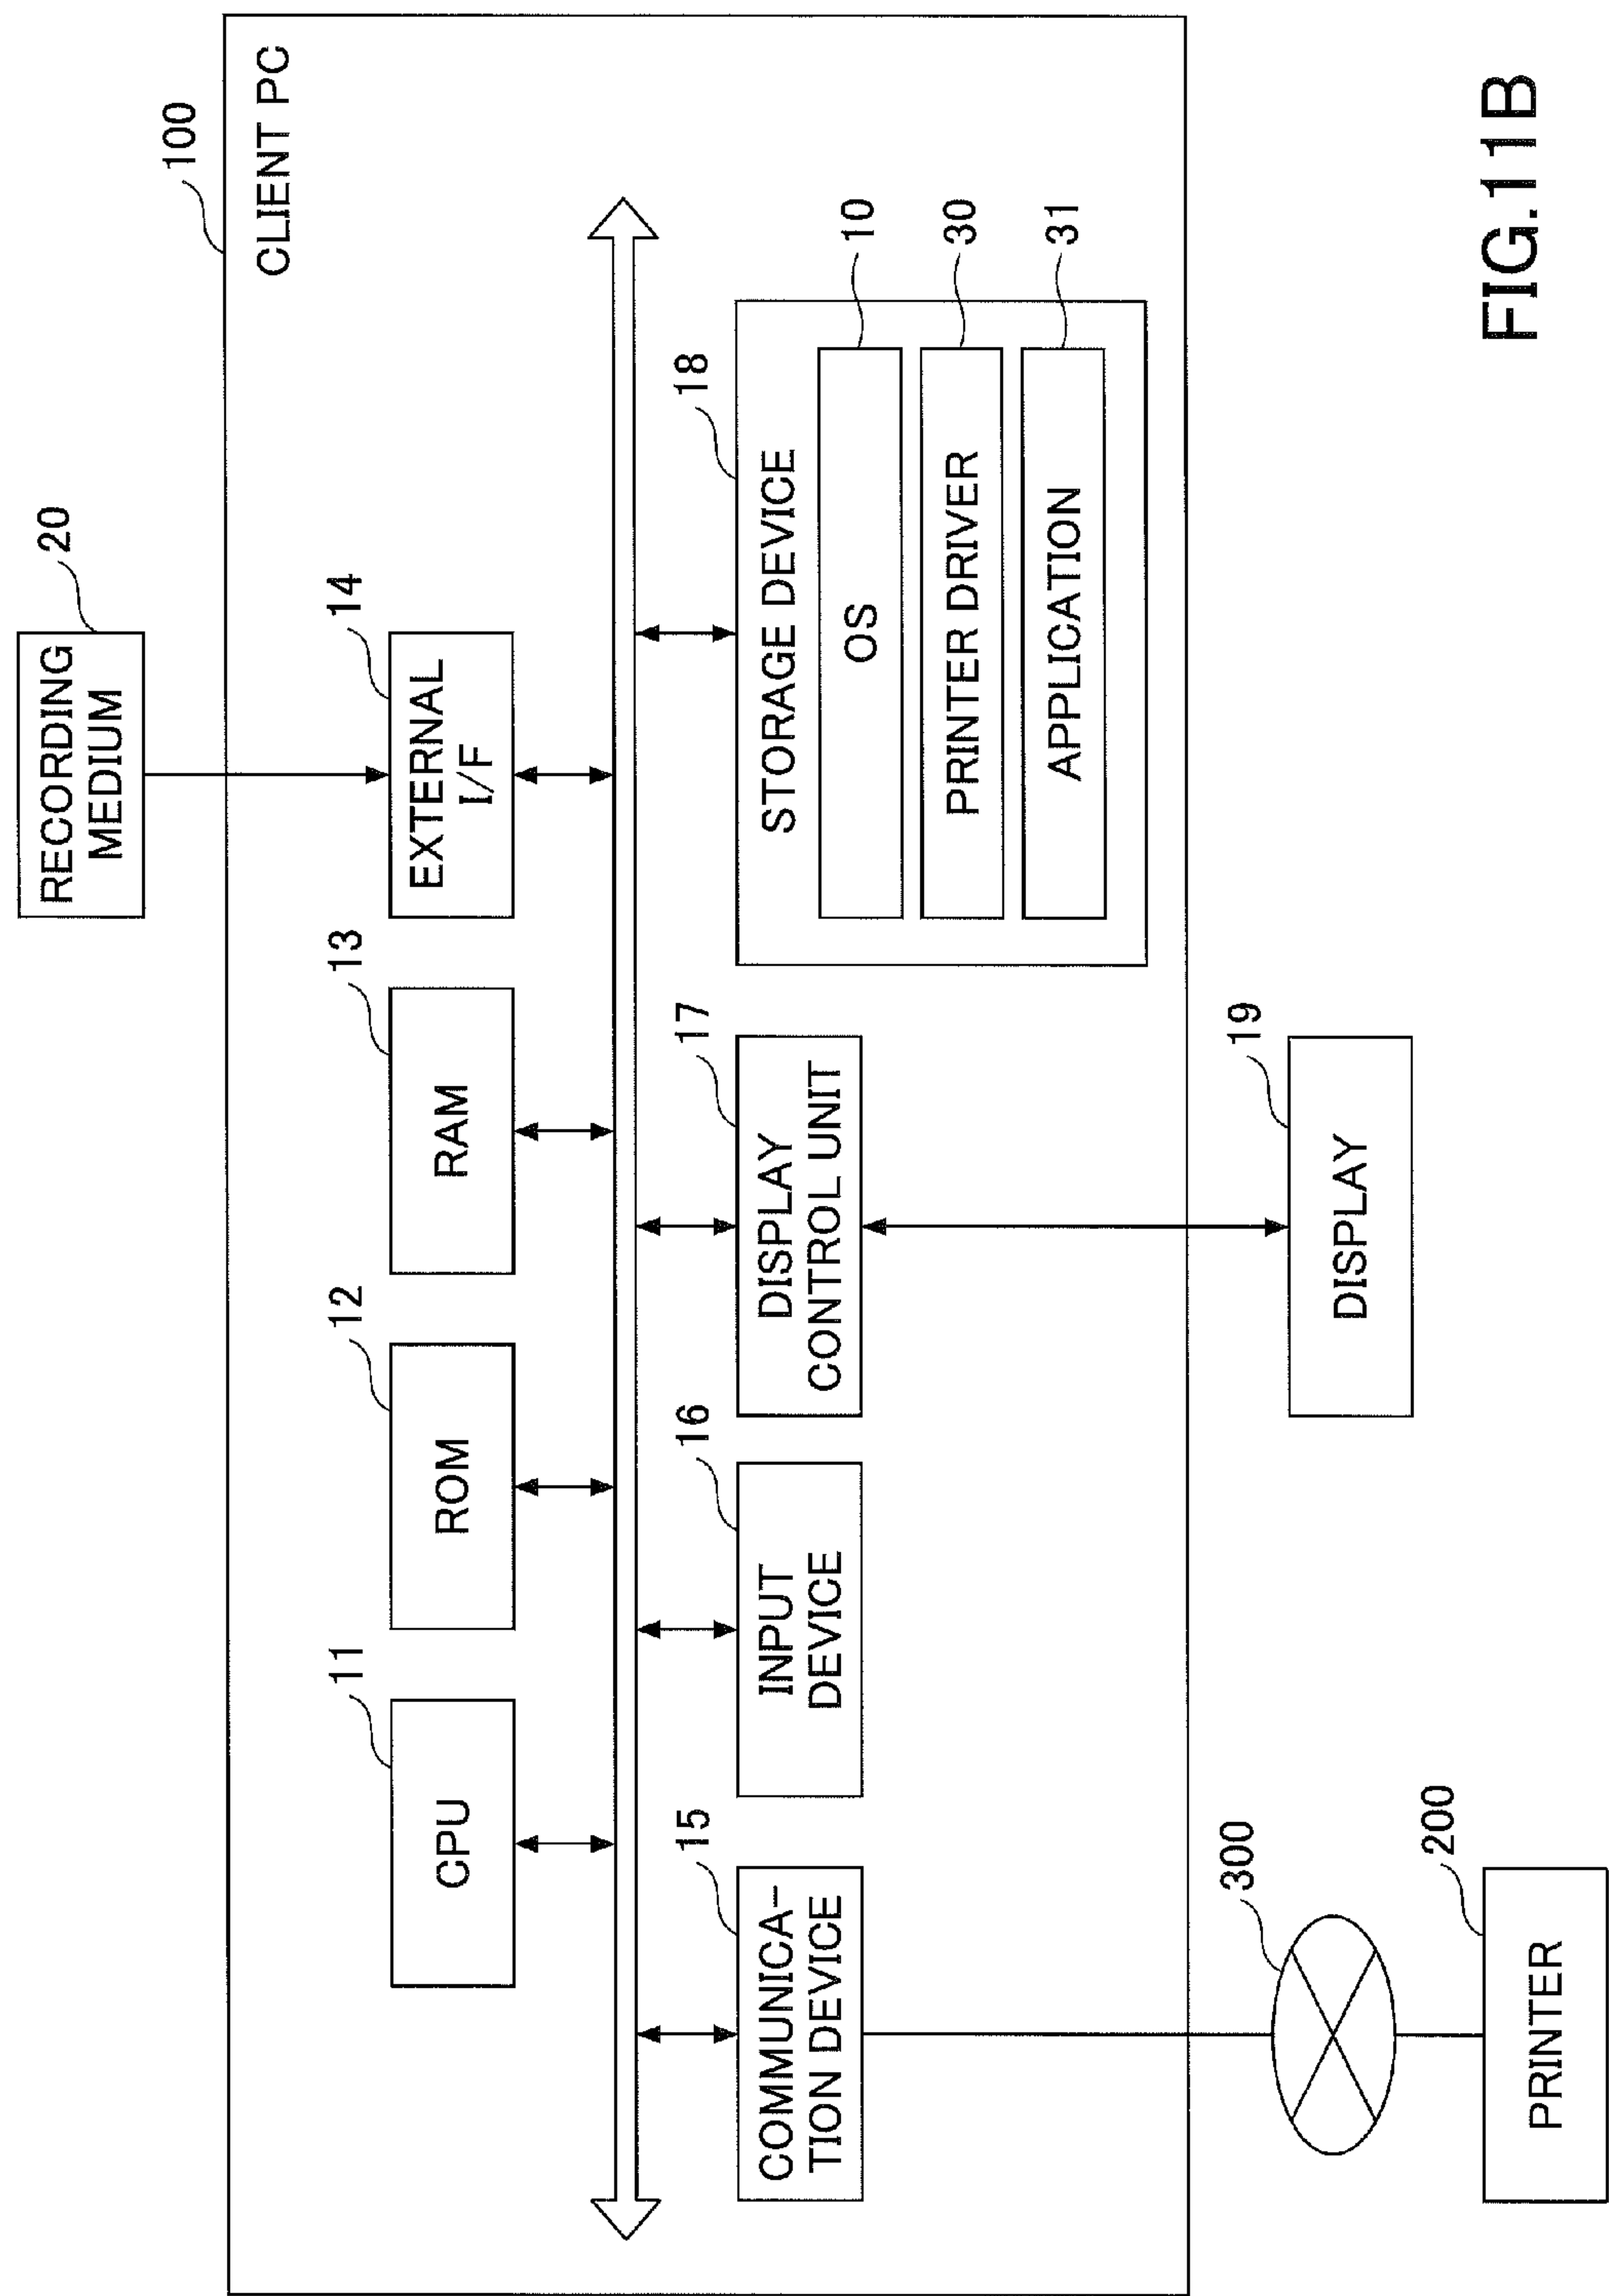 100
CLIENT PC
RECORDING
MEDIUM
20
CPU
11
ROM
12
RAM
13
EXTERNAL
I/F
14
COMMUNICA-
TION DEVICE
15
INPUT
DEVICE
16
DISPLAY
CONTROL UNIT
17
STORAGE DEVICE
18
OS
10
PRINTER DRIVER
30
APPLICATION
31
300
PRINTER
200
DISPLAY
19
FIG.11B